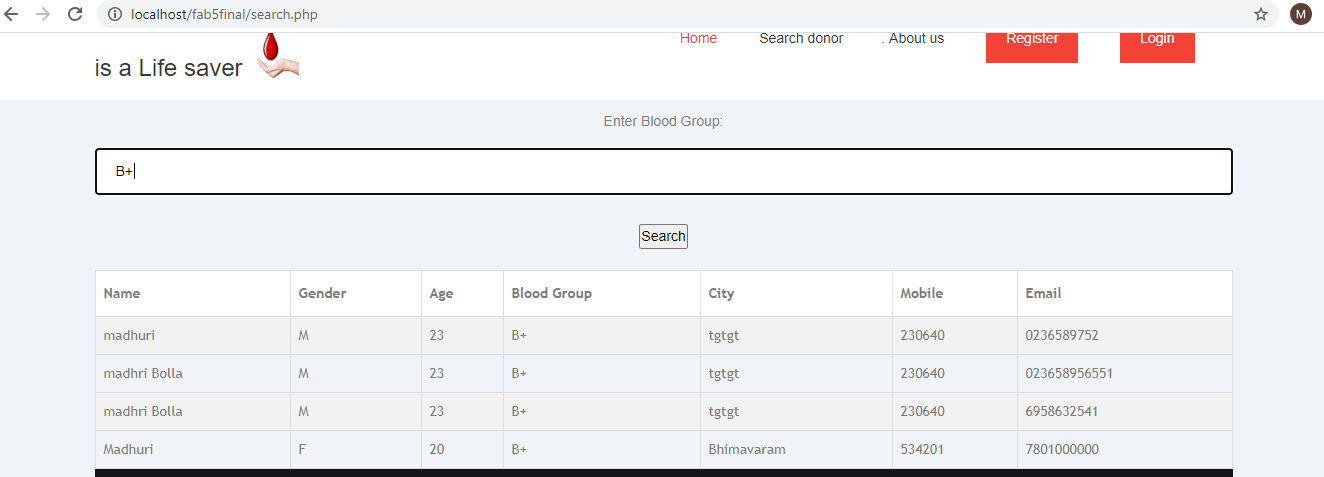 localhost/fab5final/search.php
M
Home Search donor . About us Register Login
is a Life saver
Enter Blood Group:
B+
Search
Name Gender Age Blood Group City Mobile Email
madhuri M 23 B+ tgtgt 230640 0236589752
madhri Bolla M 23 B+ tgtgt 230640 023658956551
madhri Bolla M 23 B+ tgtgt 230640 6958632541
Madhuri F 20 B+ Bhimavaram 534201 7801000000